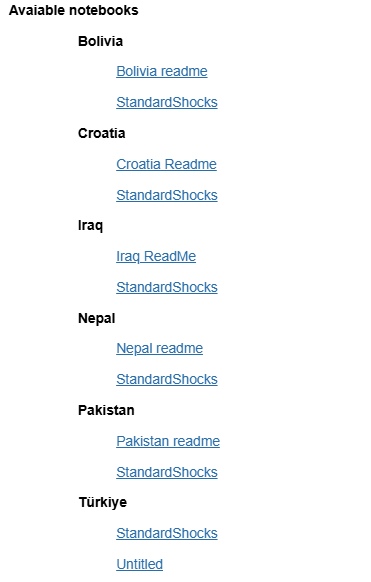 Avaiable notebooks
Bolivia
Bolivia readme
StandardShocks
Croatia
Croatia Readme
StandardShocks
Iraq
Iraq ReadMe
StandardShocks
Nepal
Nepal readme
StandardShocks
Pakistan
Pakistan readme
StandardShocks
Türkiye
StandardShocks
Untitled